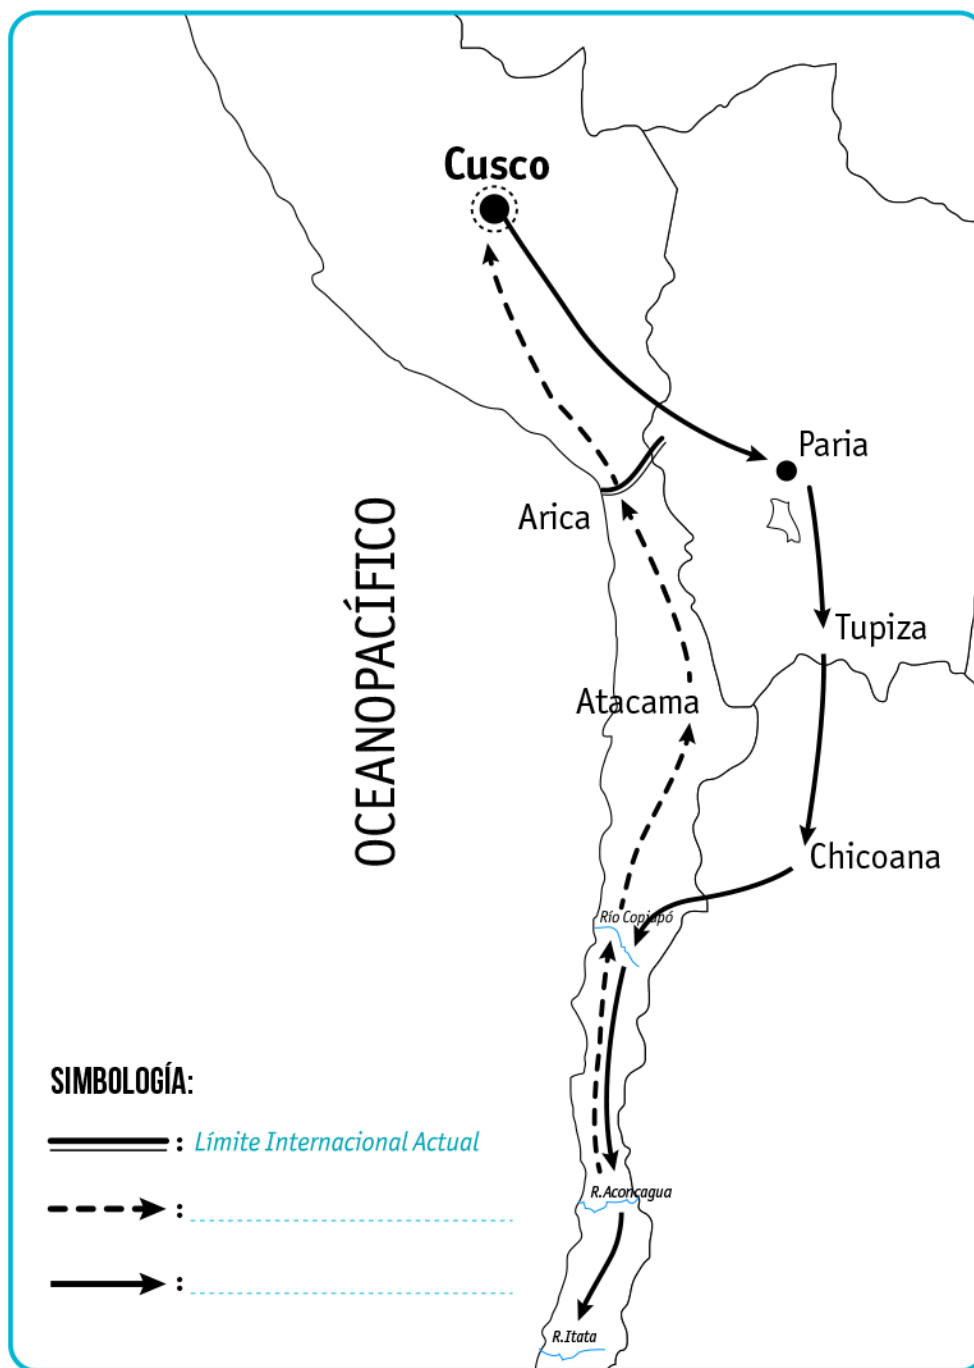 Cusco
Paria
Arica
OCEANOPACÍFICO
Tupiza
Atacama
Chicoana
Río Copiapó
SIMBOLOGÍA:
: Límite Internacional Actual
R.Aconcagua
:
:
R.Itata